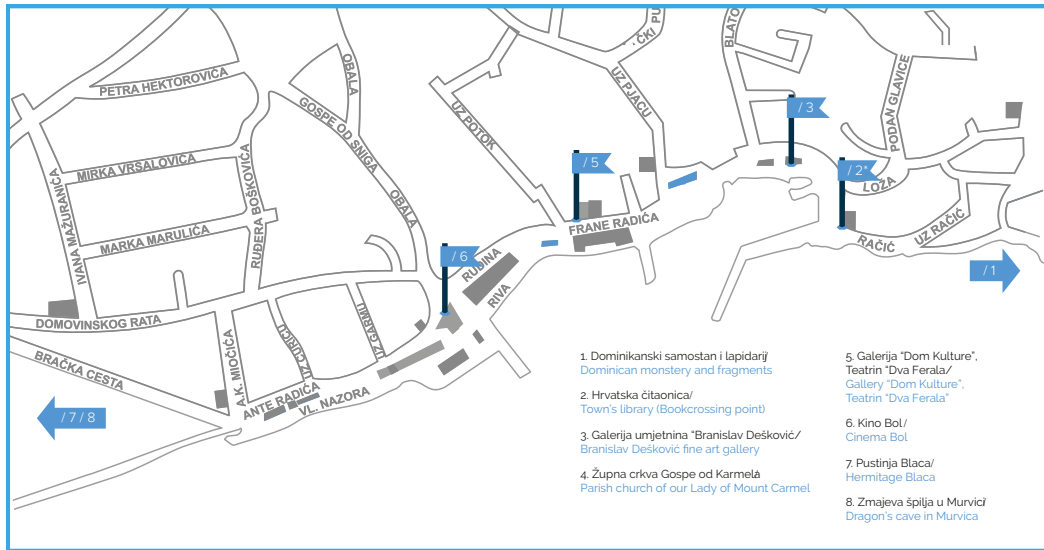 OBALA
UZ PJACU
BLATO
PETRA HEKTOROVIĆA
GOSPE OD SNIGA
UZ POTOK
/ 3
PODAN GLAVICE
MIRKA VRSALOVIĆA
/ 5
/ 2*
IVANA MAŽURANIĆA
RUĐERA BOŠKOVIĆA
OBALA
LOŽA
MARKA MARULIĆA
FRANE RADIĆA
RAČIĆ
UZ RAČIĆ
/ 6
RUDINA
/ 1
RIVA
DOMOVINSKOG RATA
UZ GARMU
A.K. MIOČIĆA
BRAČKA CESTA
ANTE RADIĆA
VL. NAZORA
/ 7 / 8
1. Dominikanski samostan i lapidarij/
Dominican monstery and fragments
2. Hrvatska čitaonica/
Town's library (Bookcrossing point)
3. Galerija umjetnina "Branislav Dešković/
Branislav Dešković fine art gallery
4. Župna crkva Gospe od Karmela/
Parish church of our Lady of Mount Carmel
5. Galerija "Dom Kulture",
Teatrin "Dva Ferala/
Gallery "Dom Kulture",
Teatrin "Dva Ferala"
6. Kino Bol/
Cinema Bol
7. Pustinja Blaca/
Hermitage Blaca
8. Zmajeva špilja u Murvici/
Dragon's cave in Murvica